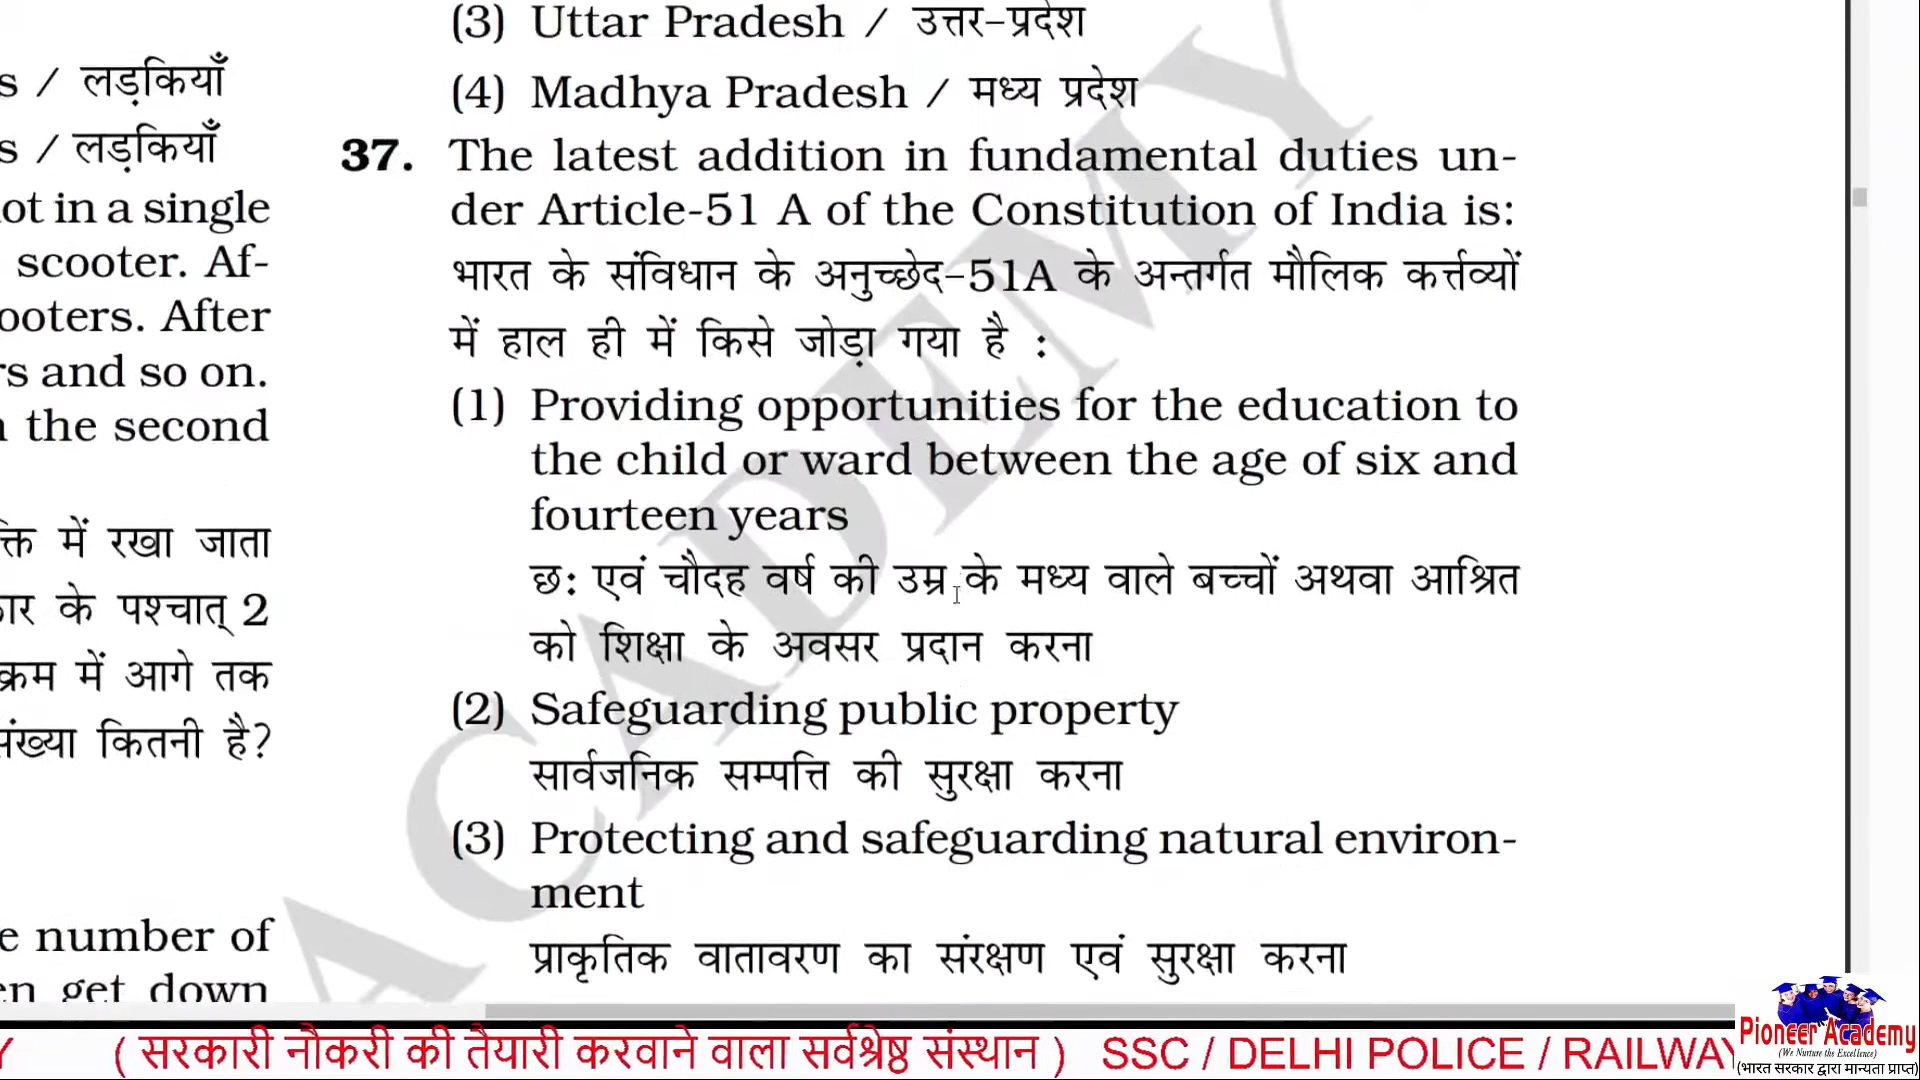 s / लड़कियाँ
s / लड़कियाँ
ot in a single
scooter. Af-
ooters. After
rs and so on.
n the second
क्ति में रखा जाता
कार के पश्चात् 2
क्रम में आगे तक
संख्या कितनी है?
e number of
en get down
(3) Uttar Pradesh / उत्तर-प्रदेश
(4) Madhya Pradesh / मध्य प्रदेश
37. The latest addition in fundamental duties un-
der Article-51 A of the Constitution of India is:
भारत के संविधान के अनुच्छेद-51A के अन्तर्गत मौलिक कर्त्तव्यों
में हाल ही में किसे जोड़ा गया है :
(1) Providing opportunities for the education to
the child or ward between the age of six and
fourteen years
छः एवं चौदह वर्ष की उम्र के मध्य वाले बच्चों अथवा आश्रित
को शिक्षा के अवसर प्रदान करना
(2) Safeguarding public property
सार्वजनिक सम्पत्ति की सुरक्षा करना
(3) Protecting and safeguarding natural environ-
ment
प्राकृतिक वातावरण का संरक्षण एवं सुरक्षा करना
ACADEMY
Y ( सरकारी नौकरी की तैयारी करवाने वाला सर्वश्रेष्ठ संस्थान ) SSC / DELHI POLICE / RAILWAY
Pioneer Academy
(We Nurture the Excellence)
(भारत सरकार द्वारा मान्यता प्राप्त)